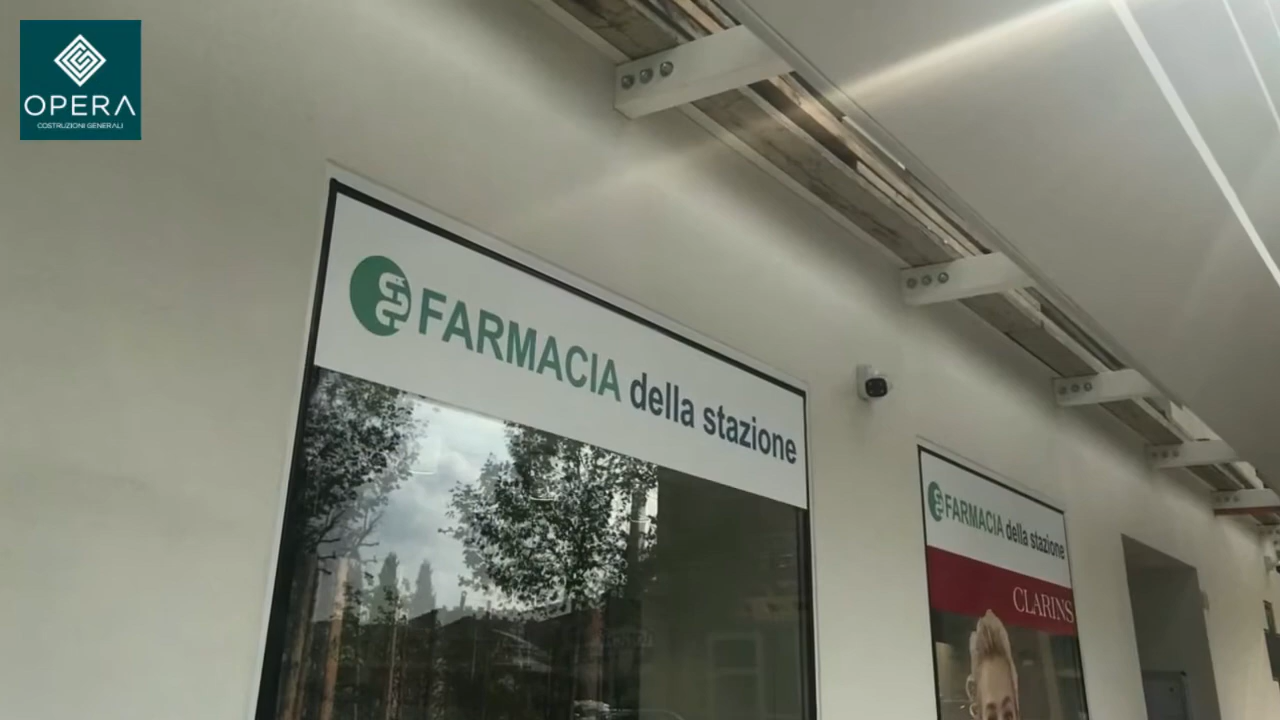 OPERA
COSTRUZIONI GENERALI
FARMACIA della stazione
FARMACIA della stazione
CLARINS